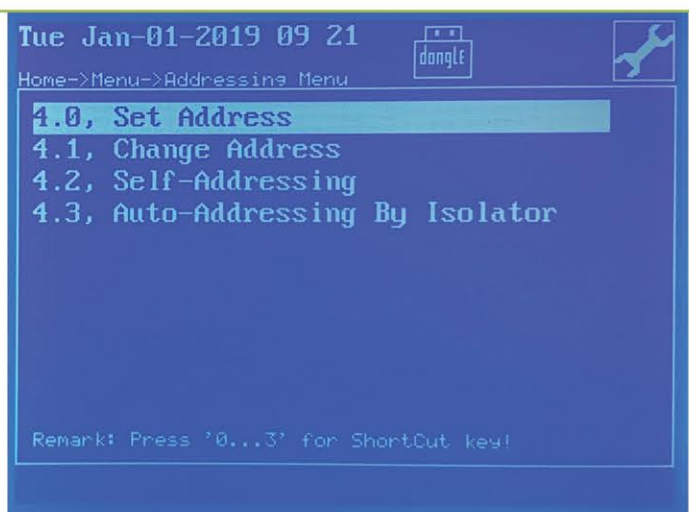 Tue Jan-01-2019 09 21
dongLE
Home->Menu->Addressing Menu
4.0, Set Address
4.1, Change Address
4.2, Self-Addressing
4.3, Auto-Addressing By Isolator
Remark: Press '0...3' for ShortCut key!